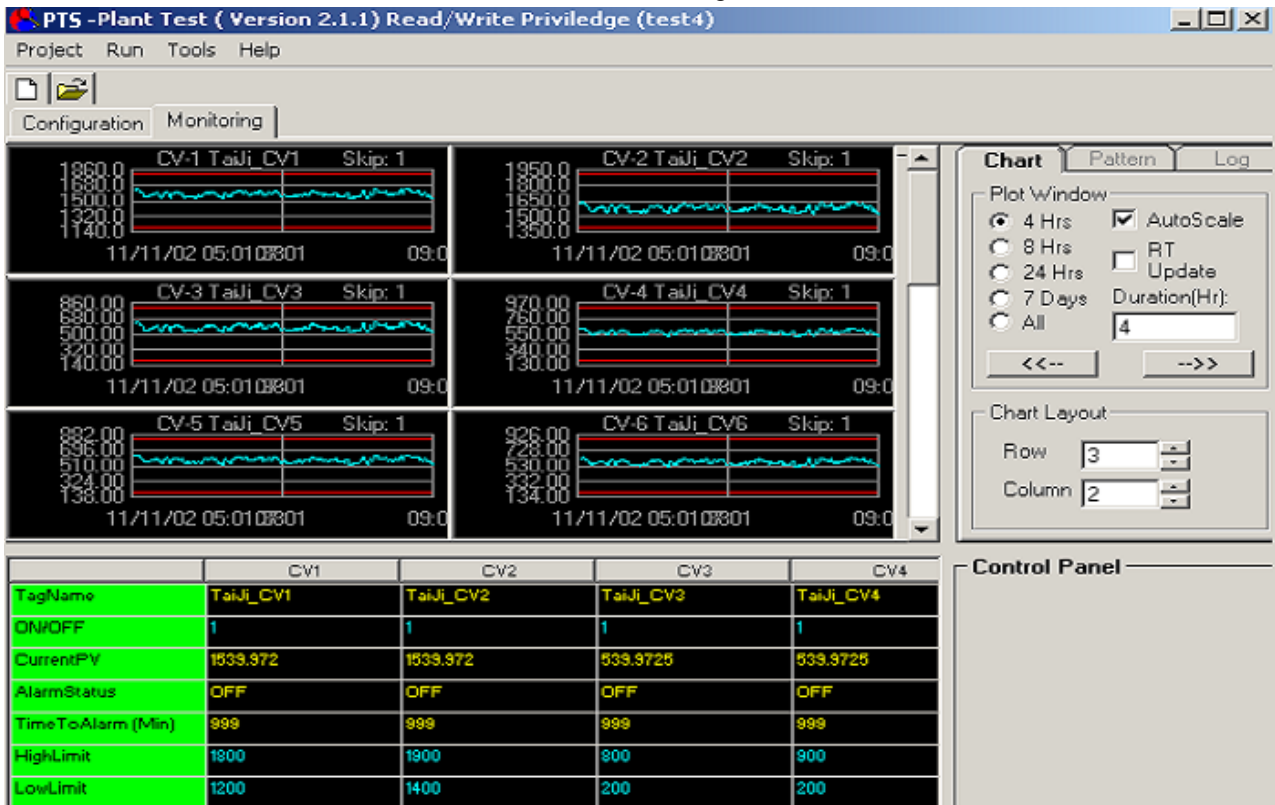 PTS -Plant Test ( Version 2.1.1) Read/Write Priviledge (test4)
Project Run Tools Help
Configuration Monitoring
CV-1 TaiJi_CV1 Skip: 1
1860.0
1680.0
1500.0
1320.0
1140.0
11/11/02 05:01 09:0
CV-2 TaiJi_CV2 Skip: 1
1950.0
1800.0
1650.0
1500.0
1350.0
11/11/02 05:01 09:0
CV-3 TaiJi_CV3 Skip: 1
860.00
680.00
500.00
320.00
140.00
11/11/02 05:01 09:0
CV-4 TaiJi_CV4 Skip: 1
970.00
760.00
550.00
340.00
130.00
11/11/02 05:01 09:0
CV-5 TaiJi_CV5 Skip: 1
882.00
696.00
510.00
324.00
138.00
11/11/02 05:01 09:0
CV-6 TaiJi_CV6 Skip: 1
926.00
728.00
530.00
332.00
134.00
11/11/02 05:01 09:0
Chart Pattern Log
Plot Window
4 Hrs AutoScale
8 Hrs RT
24 Hrs Update
7 Days Duration(Hr):
All 4
<<-- -->>
Chart Layout
Row 3
Column 2
CV1 CV2 CV3 CV4
TagName TaiJi_CV1 TaiJi_CV2 TaiJi_CV3 TaiJi_CV4
ON/OFF 1 1 1 1
CurrentPV 1539.972 1539.972 539.9725 539.9725
AlarmStatus OFF OFF OFF OFF
TimeToAlarm (Min) 999 999 999 999
HighLimit 1800 1900 800 900
LowLimit 1200 1400 200 200
Control Panel